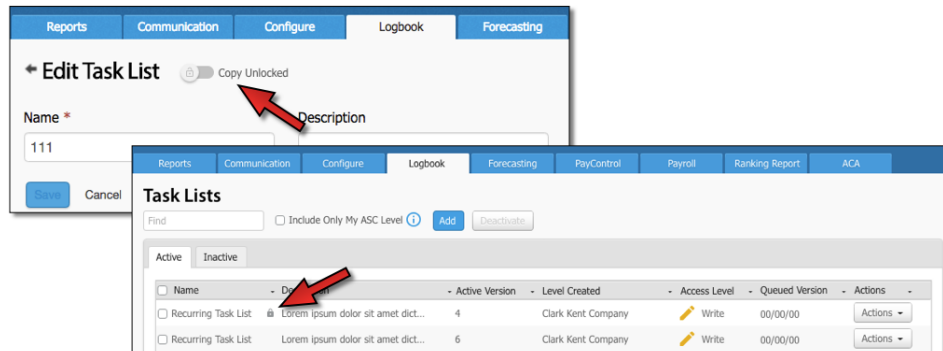 Reports Communication Configure Logbook Forecasting
Edit Task List Copy Unlocked
Name * Description
111
Save Cancel
Reports Communication Configure Logbook Forecasting PayControl Payroll Ranking Report ACA
Task Lists
Find Include Only My ASC Level i Add Deactivate
Active Inactive
Name Active Version Level Created Access Level Queued Version Actions
Recurring Task List Lorem ipsum dolor sit amet dict... 4 Clark Kent Company Write 00/00/00 Actions
Recurring Task List Lorem ipsum dolor sit amet dict... 6 Clark Kent Company Write 00/00/00 Actions